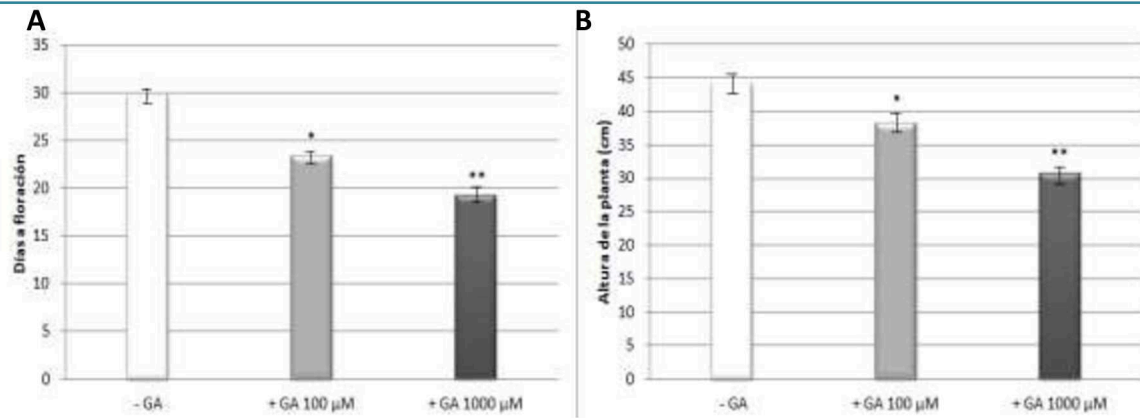 A
35
30
25
20
15
10
5
0
Días a floración
*
**
- GA
+ GA 100 μM
+ GA 1000 μM
B
50
45
40
35
30
25
20
15
10
5
0
Altura de la planta (cm)
*
**
- GA
+ GA 100 μM
+ GA 1000 μM